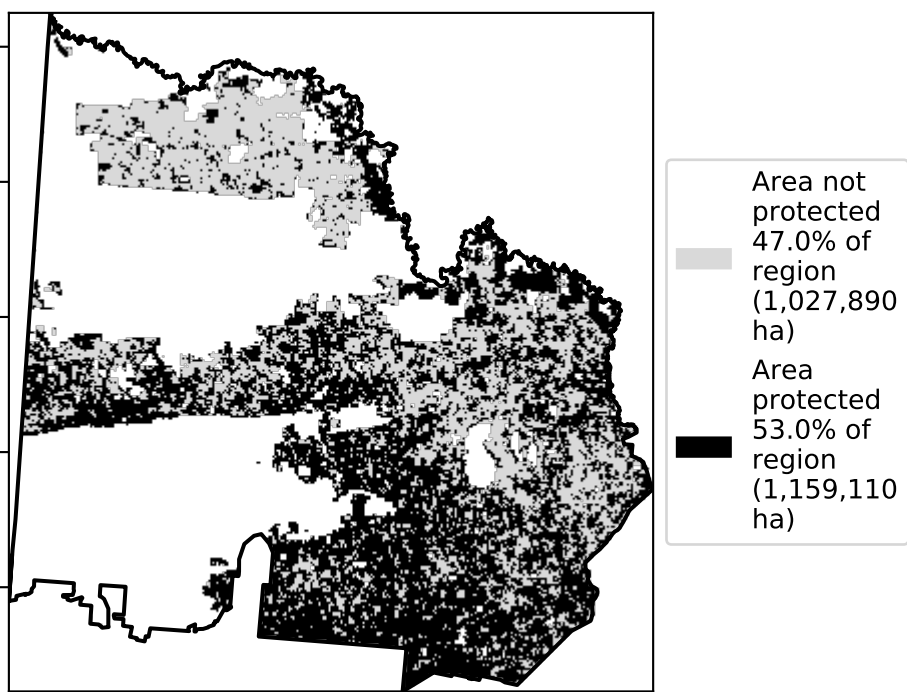 Area not
protected
47.0% of
region
(1,027,890
ha)
Area
protected
53.0% of
region
(1,159,110
ha)